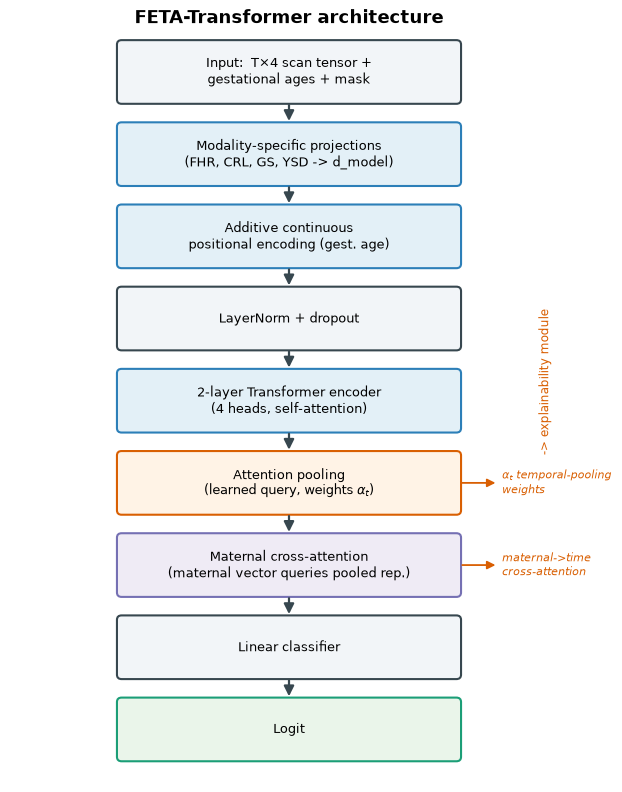 FETA-Transformer architecture
Input:  T×4 scan tensor +
gestational ages + mask
Modality-specific projections
(FHR, CRL, GS, YSD -> d_model)
Additive continuous
positional encoding (gest. age)
LayerNorm + dropout
2-layer Transformer encoder
(4 heads, self-attention)
-> explainability module
Attention pooling
(learned query, weights αₜ)
αₜ temporal-pooling
weights
Maternal cross-attention
(maternal vector queries pooled rep.)
maternal->time
cross-attention
Linear classifier
Logit